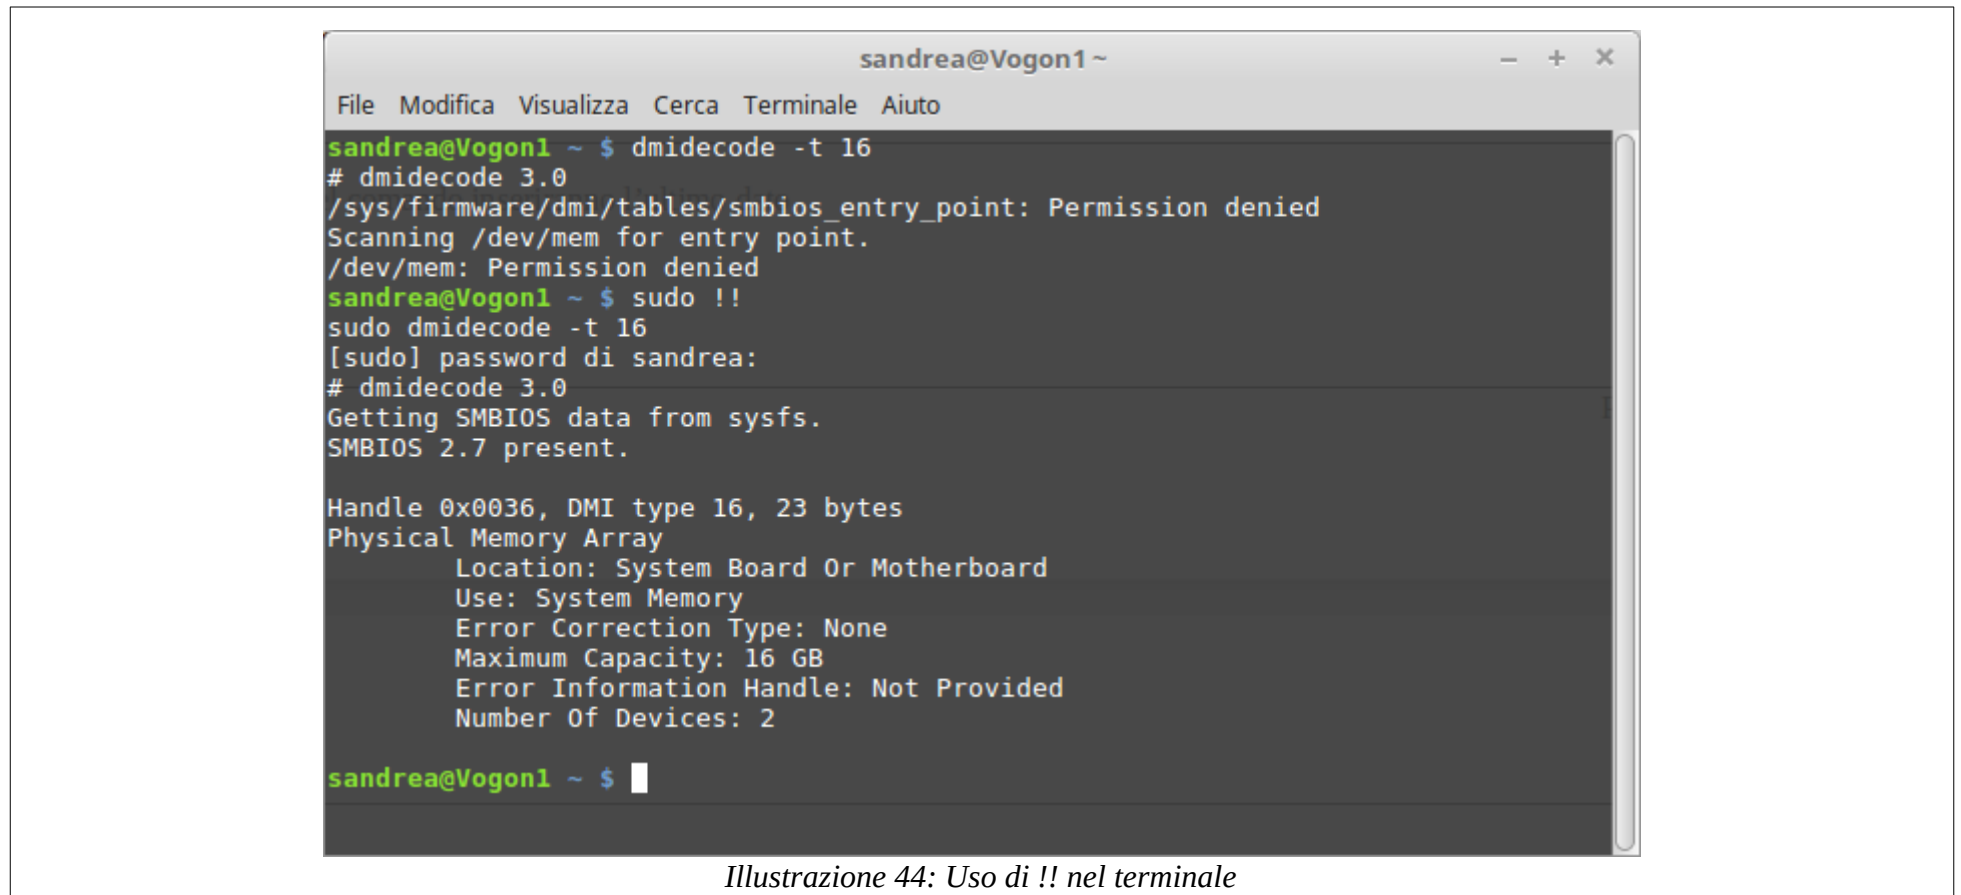 sandrea@Vogon1 ~
File Modifica Visualizza Cerca Terminale Aiuto
sandrea@Vogon1 ~ $ dmidecode -t 16
# dmidecode 3.0
/sys/firmware/dmi/tables/smbios_entry_point: Permission denied
Scanning /dev/mem for entry point.
/dev/mem: Permission denied
sandrea@Vogon1 ~ $ sudo !!
sudo dmidecode -t 16
[sudo] password di sandrea:
# dmidecode 3.0
Getting SMBIOS data from sysfs.
SMBIOS 2.7 present.
Handle 0x0036, DMI type 16, 23 bytes
Physical Memory Array
Location: System Board Or Motherboard
Use: System Memory
Error Correction Type: None
Maximum Capacity: 16 GB
Error Information Handle: Not Provided
Number Of Devices: 2
sandrea@Vogon1 ~ $
Illustrazione 44: Uso di !! nel terminale